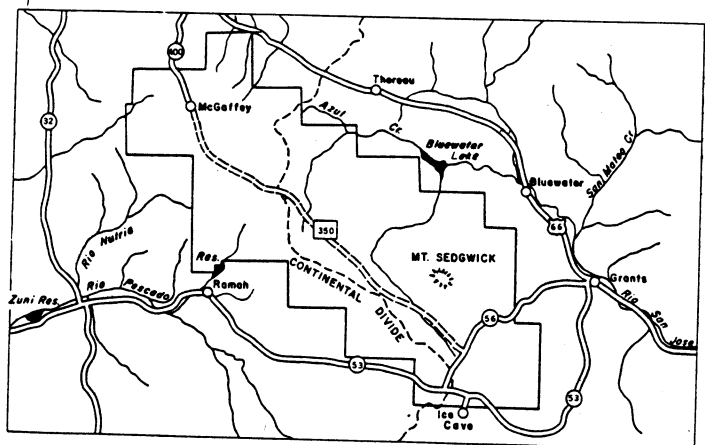 400
Thoreau
32
McGaffey
Azul Cr.
Bluewater Lake
San Mateo Cr.
Bluewater
66
Rio Nutria
350
MT. SEDGWICK
Res.
CONTINENTAL DIVIDE
Grants
Zuni Res.
Rio Pescado
Ramah
Rio San Jose
56
53
53
Ice Cave